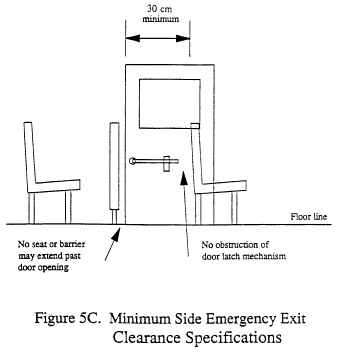 30 cm
minimum
Floor line
No seat or barrier
may extend past
door opening
No obstruction of
door latch mechanism
Figure 5C. Minimum Side Emergency Exit
Clearance Specifications